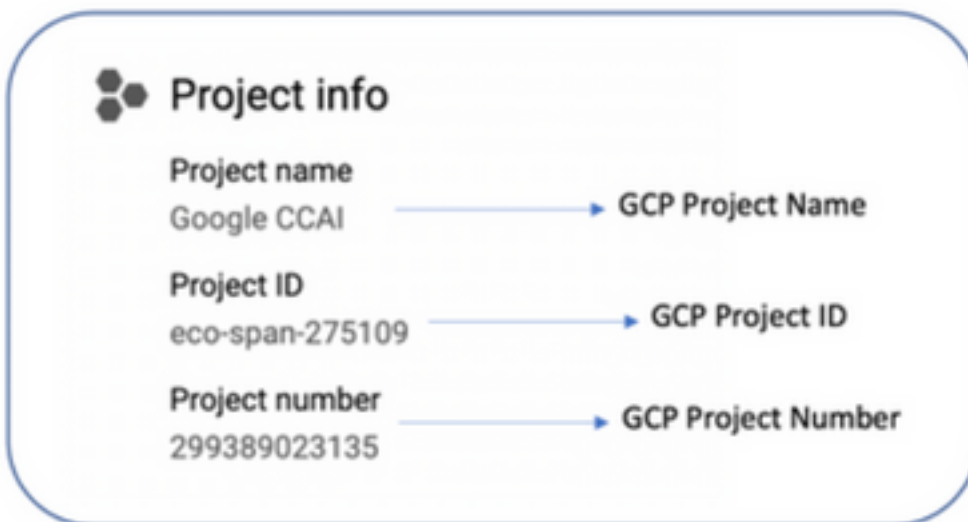 Project info
Project name
Google CCAI
GCP Project Name
Project ID
eco-span-275109
GCP Project ID
Project number
299389023135
GCP Project Number